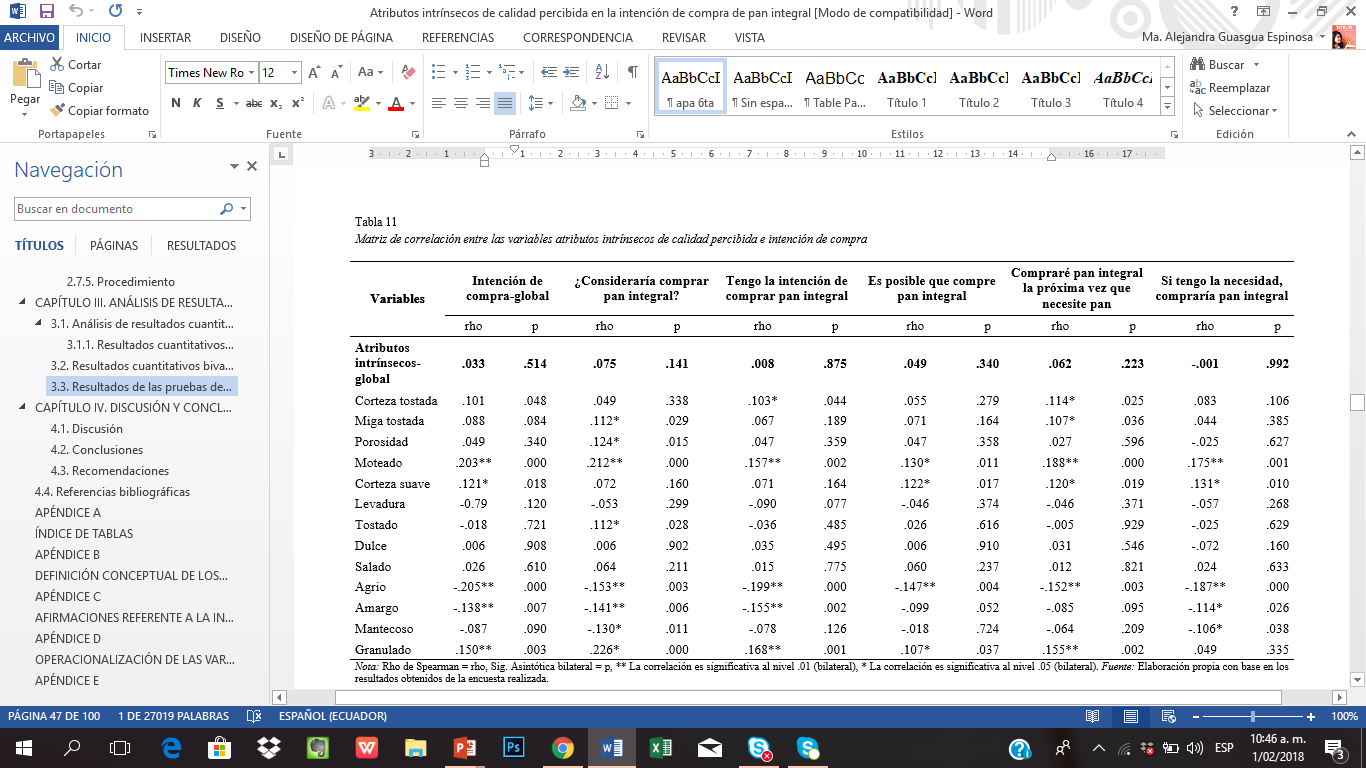 Atributos intrínsecos de calidad percibida en la intención de compra de pan integral [Modo de compatibilidad] - Word
ARCHIVO INICIO INSERTAR DISEÑO DISEÑO DE PÁGINA REFERENCIAS CORRESPONDENCIA REVISAR VISTA Ma. Alejandra Guasgua Espinosa
Pegar
Cortar
Copiar
Copiar formato
Portapapeles
Times New Ro 12
Fuente
Párrafo
AaBbCcI AaBbCcI AaBbCc AaBbCcI AaBbCcI AaBbCcI AaBbCcI
¶ apa 6ta ¶ Sin espa... ¶ Table Pa... Título 1 Título 2 Título 3 Título 4
Estilos
Buscar
Reemplazar
Seleccionar
Edición
Navegación
Buscar en documento
TÍTULOS PÁGINAS RESULTADOS
2.7.5. Procedimiento
CAPÍTULO III. ANÁLISIS DE RESULTA...
3.1. Análisis de resultados cuantit...
3.1.1. Resultados cuantitativos...
3.2. Resultados cuantitativos biva...
3.3. Resultados de las pruebas de...
CAPÍTULO IV. DISCUSIÓN Y CONCL...
4.1. Discusión
4.2. Conclusiones
4.3. Recomendaciones
4.4. Referencias bibliográficas
APÉNDICE A
ÍNDICE DE TABLAS
APÉNDICE B
DEFINICIÓN CONCEPTUAL DE LOS...
APÉNDICE C
AFIRMACIONES REFERENTE A LA IN...
APÉNDICE D
OPERACIONALIZACIÓN DE LAS VAR...
APÉNDICE E
3 2 1 1 2 3 4 5 6 7 8 9 10 11 12 13 14 16 17
Tabla 11
Matriz de correlación entre las variables atributos intrínsecos de calidad percibida e intención de compra
Variables
Intención de
compra-global
¿Consideraría comprar
pan integral?
Tengo la intención de
comprar pan integral
Es posible que compre
pan integral
Compraré pan integral
la próxima vez que
necesite pan
Si tengo la necesidad,
compraría pan integral
rho p rho p rho p rho p rho p rho p
Atributos
intrínsecos-
global
.033 .514 .075 .141 .008 .875 .049 .340 .062 .223 -.001 .992
Corteza tostada .101 .048 .049 .338 .103* .044 .055 .279 .114* .025 .083 .106
Miga tostada .088 .084 .112* .029 .067 .189 .071 .164 .107* .036 .044 .385
Porosidad .049 .340 .124* .015 .047 .359 .047 .358 .027 .596 -.025 .627
Moteado .203** .000 .212** .000 .157** .002 .130* .011 .188** .000 .175** .001
Corteza suave .121* .018 .072 .160 .071 .164 .122* .017 .120* .019 .131* .010
Levadura -0.79 .120 -.053 .299 -.090 .077 -.046 .374 -.046 .371 -.057 .268
Tostado -.018 .721 .112* .028 -.036 .485 .026 .616 -.005 .929 -.025 .629
Dulce .006 .908 .006 .902 .035 .495 .006 .910 .031 .546 -.072 .160
Salado .026 .610 .064 .211 .015 .775 .060 .237 .012 .821 .024 .633
Agrio -.205** .000 -.153** .003 -.199** .000 -.147** .004 -.152** .003 -.187** .000
Amargo -.138** .007 -.141** .006 -.155** .002 -.099 .052 -.085 .095 -.114* .026
Mantecoso -.087 .090 -.130* .011 -.078 .126 -.018 .724 -.064 .209 -.106* .038
Granulado .150** .003 .226* .000 .168** .001 .107* .037 .155** .002 .049 .335
Nota: Rho de Spearman = rho, Sig. Asintótica bilateral = p, ** La correlación es significativa al nivel .01 (bilateral), * La correlación es significativa al nivel .05 (bilateral). Fuente: Elaboración propia con base en los
resultados obtenidos de la encuesta realizada.
PÁGINA 47 DE 100 1 DE 27019 PALABRAS ESPAÑOL (ECUADOR) 100%
ESP
10:46 a. m.
1/02/2018
3